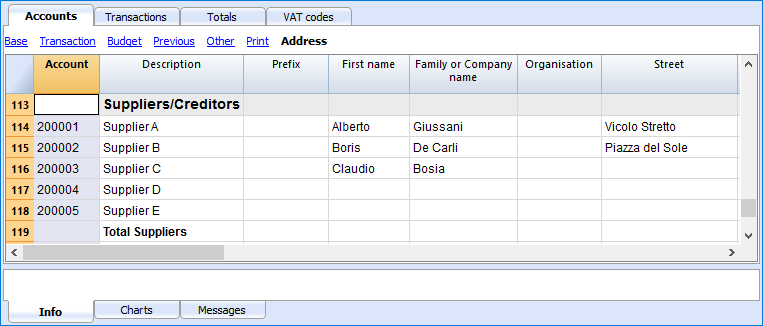 Accounts Transactions Totals VAT codes
Base Transaction Budget Previous Other Print Address
Account Description Prefix First name Family or Company name Organisation Street
113 Suppliers/Creditors
114 200001 Supplier A Alberto Giussani Vicolo Stretto
115 200002 Supplier B Boris De Carli Piazza del Sole
116 200003 Supplier C Claudio Bosia
117 200004 Supplier D
118 200005 Supplier E
119 Total Suppliers
Info Charts Messages